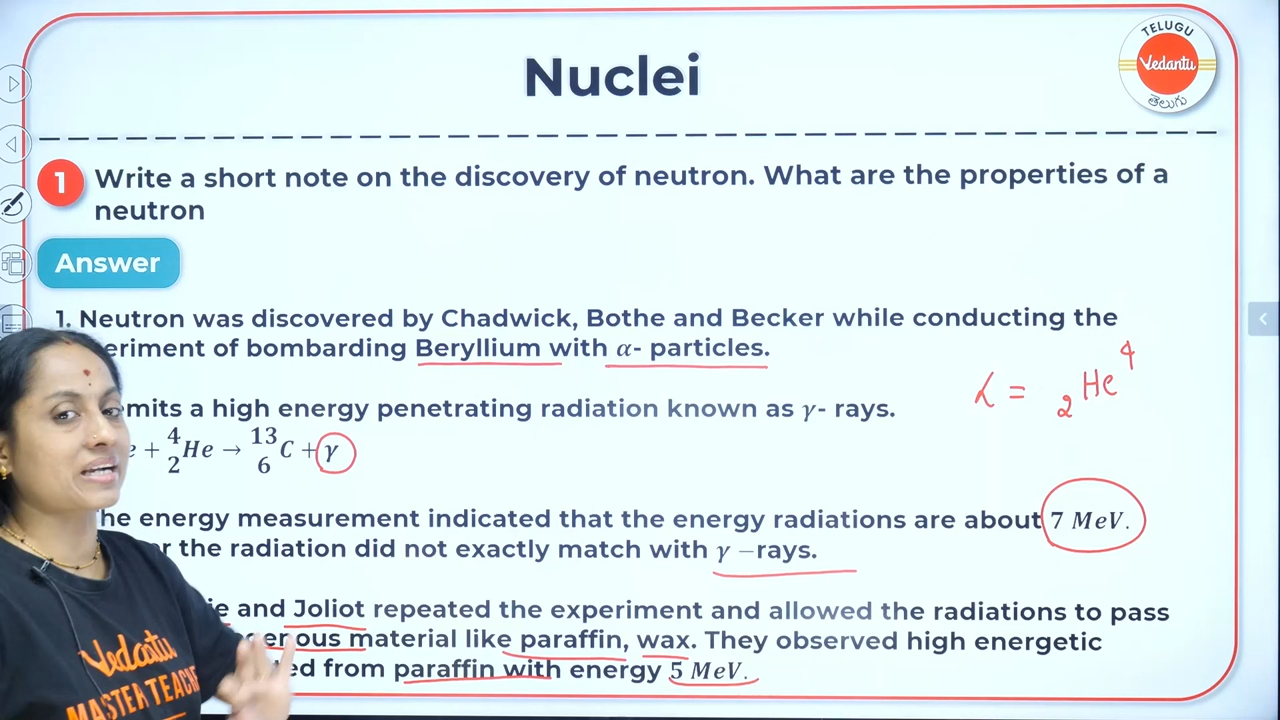 Nuclei
TELUGU
Vedantu
తెలుగు
1 Write a short note on the discovery of neutron. What are the properties of a
neutron
Answer
1. Neutron was discovered by Chadwick, Bothe and Becker while conducting the
eriment of bombarding Beryllium with α- particles.
α = ₂He⁴
mits a high energy penetrating radiation known as γ- rays.
e + ⁴₂He → ¹³₆C + γ
he energy measurement indicated that the energy radiations are about 7 MeV.
r the radiation did not exactly match with γ –rays.
ie and Joliot repeated the experiment and allowed the radiations to pass
enous material like paraffin, wax. They observed high energetic
ed from paraffin with energy 5 MeV.
Vedantu
MASTER TEACHE